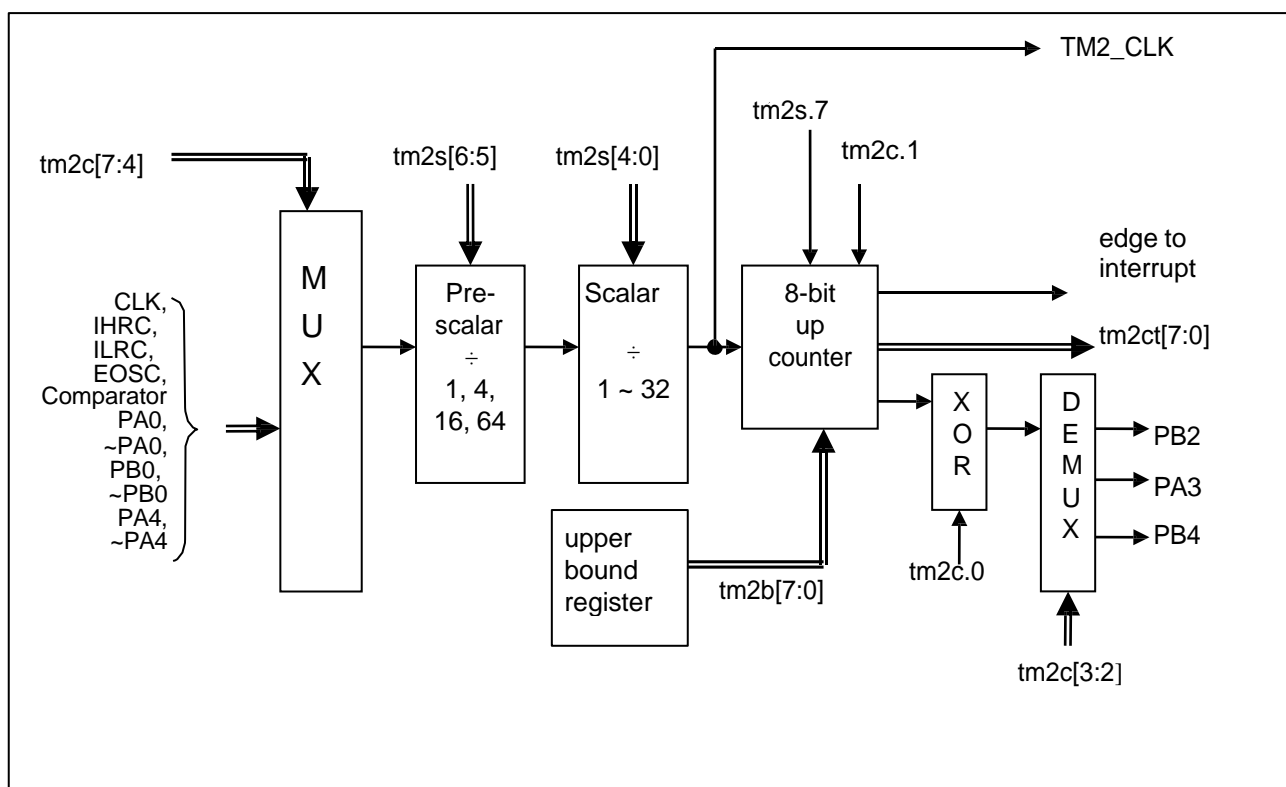 TM2_CLK
tm2s.7
tm2c[7:4]
tm2s[6:5]
tm2s[4:0]
tm2c.1
edge to
interrupt
M
U
X
Pre-
scalar
÷
1, 4,
16, 64
Scalar
÷
1 ~ 32
8-bit
up
counter
tm2ct[7:0]
CLK,
IHRC,
ILRC,
EOSC,
Comparator
PA0,
~PA0,
PB0,
~PB0
PA4,
~PA4
X
O
R
D
E
M
U
X
PB2
PA3
PB4
upper
bound
register
tm2b[7:0]
tm2c.0
tm2c[3:2]